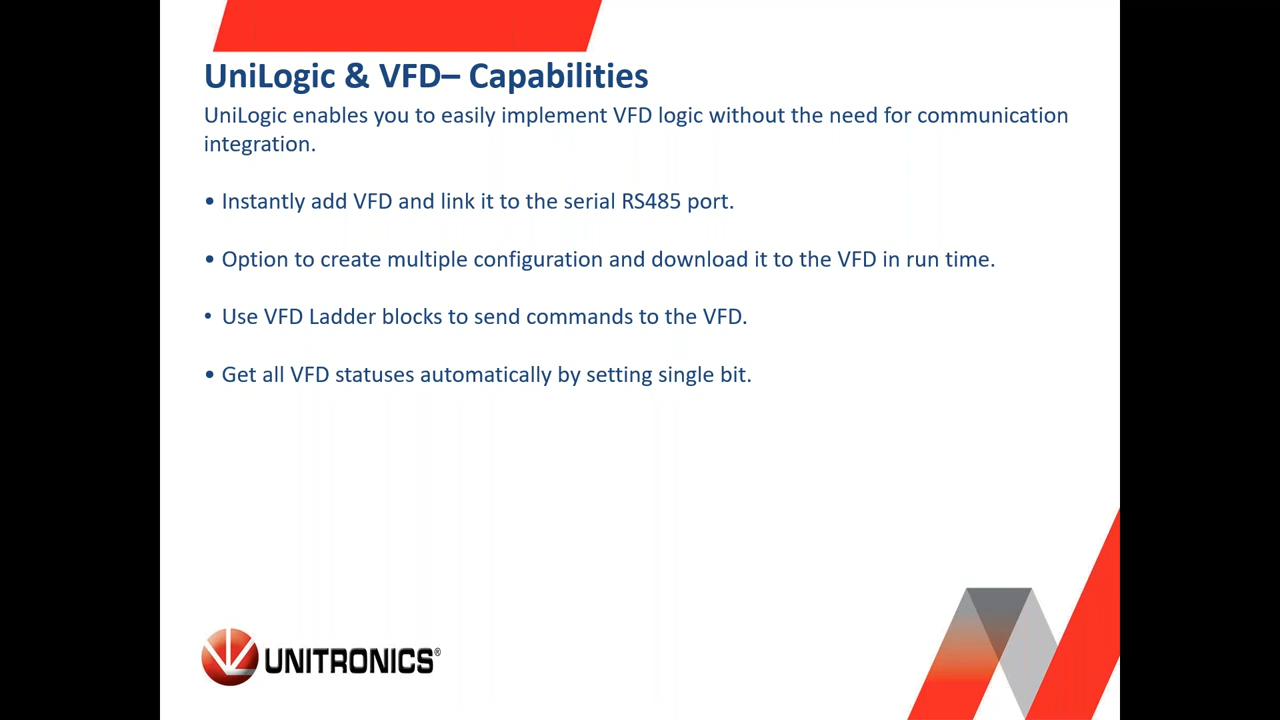 UniLogic & VFD– Capabilities
UniLogic enables you to easily implement VFD logic without the need for communication
integration.
• Instantly add VFD and link it to the serial RS485 port.
• Option to create multiple configuration and download it to the VFD in run time.
• Use VFD Ladder blocks to send commands to the VFD.
• Get all VFD statuses automatically by setting single bit.
UNITRONICS®